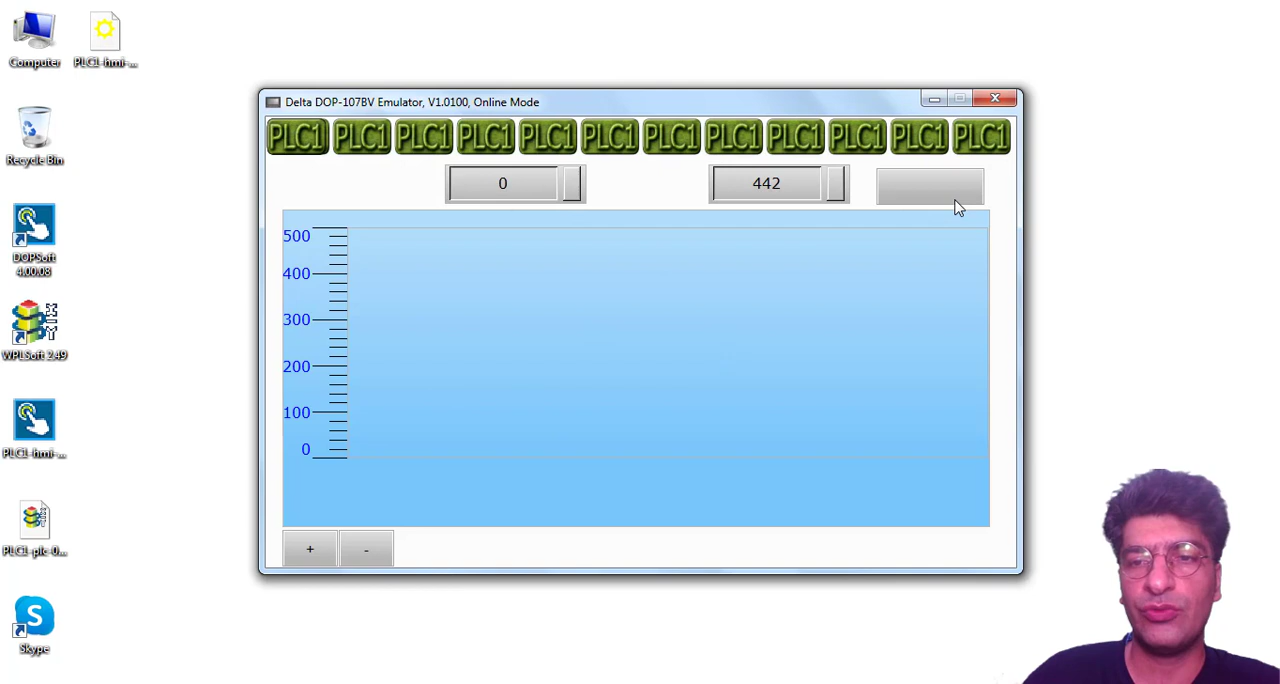 Computer
PLC1-hmi-...
Recycle Bin
DOPSoft
4.00.08
WPLSoft 2.49
PLC1-hmi-...
PLC1-plc-0...
Skype
Delta DOP-107BV Emulator, V1.0100, Online Mode
PLC1 PLC1 PLC1 PLC1 PLC1 PLC1 PLC1 PLC1 PLC1 PLC1 PLC1 PLC1
0 442
500
400
300
200
100
0
+ -